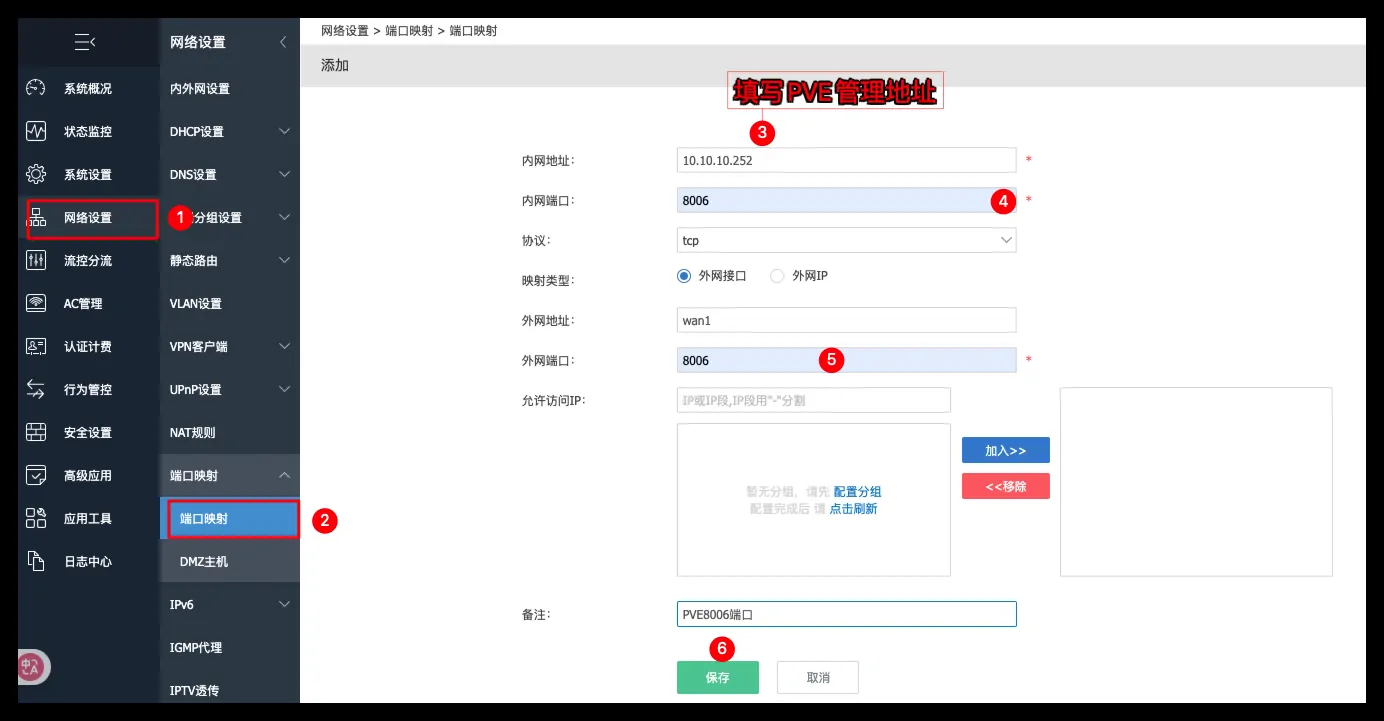 网络设置
系统概况
状态监控
系统设置
网络设置
流控分流
AC管理
认证计费
行为管控
安全设置
高级应用
应用工具
日志中心
内外网设置
DHCP设置
DNS设置
1
分组设置
静态路由
VLAN设置
VPN客户端
UPnP设置
NAT规则
端口映射
端口映射
2
DMZ主机
IPv6
IGMP代理
IPTV透传
网络设置 > 端口映射 > 端口映射
添加
填写 PVE 管理地址
3
内网地址: 10.10.10.252 *
内网端口: 8006 4 *
协议: tcp
映射类型: 外网接口 外网IP
外网地址: wan1
外网端口: 8006 5 *
允许访问IP: IP或IP段,IP段用"-"分割
暂无分组, 请先 配置分组
配置完成后 请 点击刷新
加入>>
<<移除
备注: PVE8006端口
6
保存 取消
中
A